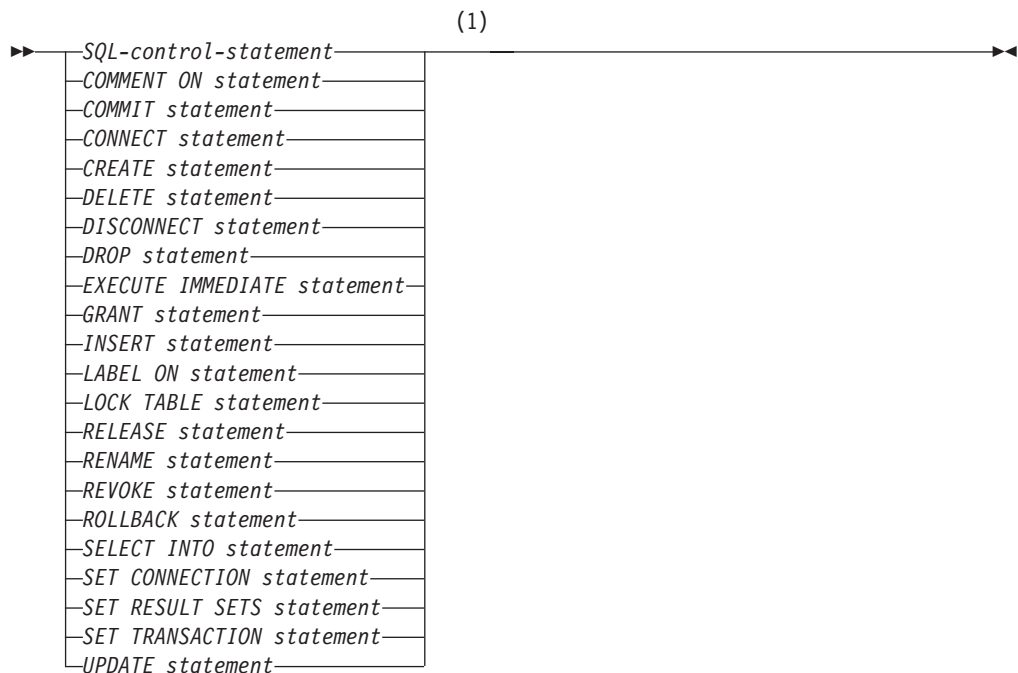 (1)
SQL-control-statement
COMMENT ON statement
COMMIT statement
CONNECT statement
CREATE statement
DELETE statement
DISCONNECT statement
DROP statement
EXECUTE IMMEDIATE statement
GRANT statement
INSERT statement
LABEL ON statement
LOCK TABLE statement
RELEASE statement
RENAME statement
REVOKE statement
ROLLBACK statement
SELECT INTO statement
SET CONNECTION statement
SET RESULT SETS statement
SET TRANSACTION statement
UPDATE statement